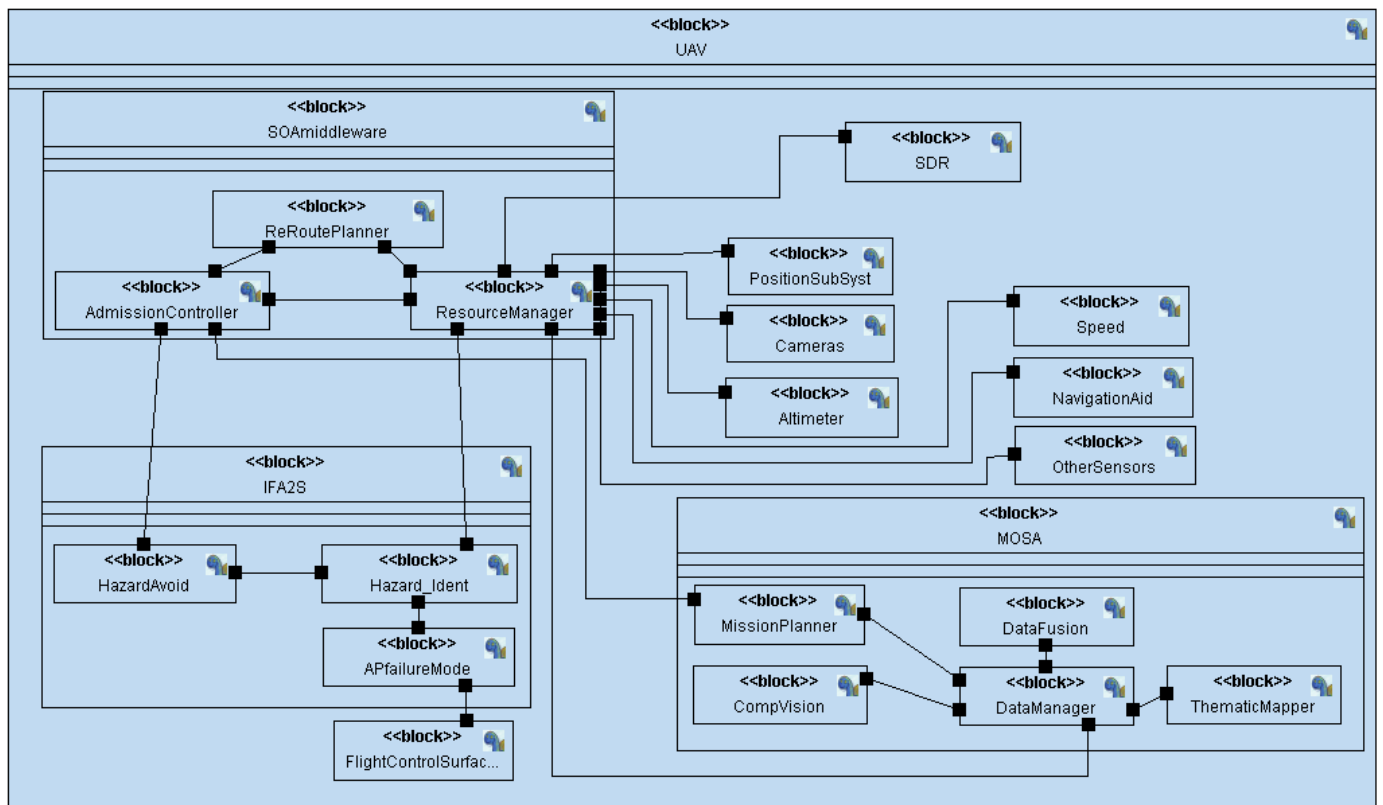 <<block>>
UAV
<<block>>
SOAmiddleware
<<block>>
SDR
<<block>>
ReRoutePlanner
<<block>>
PositionSubSyst
<<block>>
AdmissionController
<<block>>
ResourceManager
<<block>>
Cameras
<<block>>
Speed
<<block>>
NavigationAid
<<block>>
Altimeter
<<block>>
OtherSensors
<<block>>
IFA2S
<<block>>
MOSA
<<block>>
HazardAvoid
<<block>>
Hazard_Ident
<<block>>
MissionPlanner
<<block>>
DataFusion
<<block>>
APfailureMode
<<block>>
CompVision
<<block>>
DataManager
<<block>>
ThematicMapper
<<block>>
FlightControlSurfac...